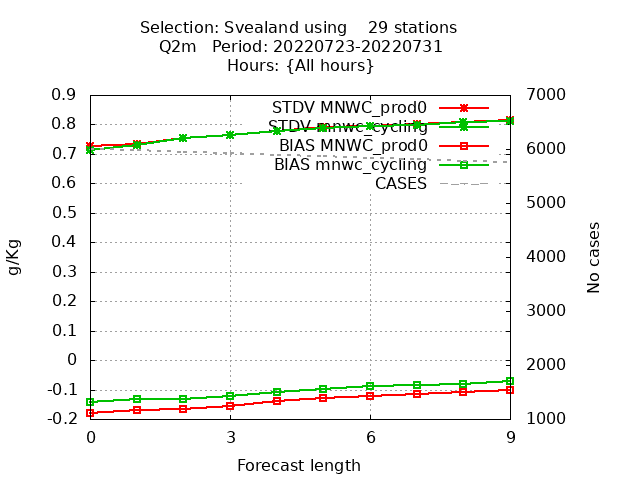 Selection: Svealand using    29 stations
Q2m   Period: 20220723-20220731
Hours: {All hours}
STDV MNWC_prod0
STDV mnwc_cycling
BIAS MNWC_prod0
BIAS mnwc_cycling
CASES
g/Kg
0.9
0.8
0.7
0.6
0.5
0.4
0.3
0.2
0.1
0
-0.1
-0.2
7000
6000
5000
4000
3000
2000
1000
No cases
0 3 6 9
Forecast length